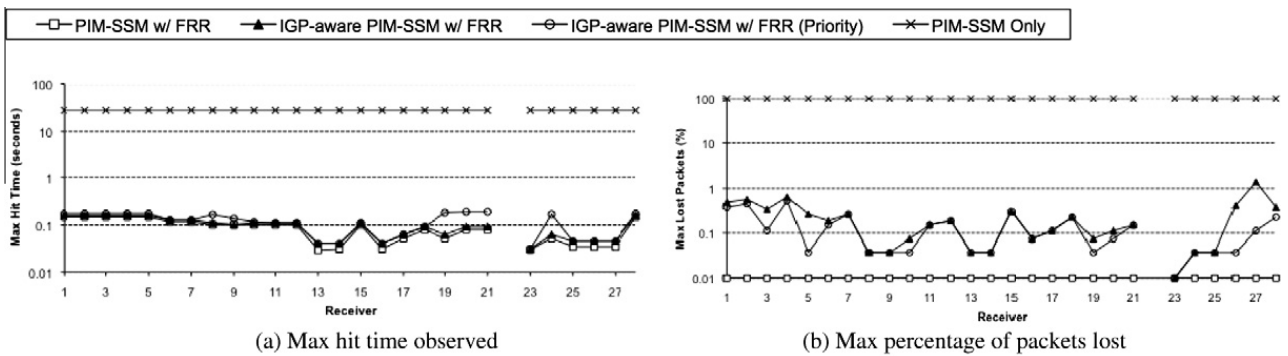 PIM-SSM w/ FRR IGP-aware PIM-SSM w/ FRR IGP-aware PIM-SSM w/ FRR (Priority) PIM-SSM Only
Max Hit Time (seconds)
100
10
1
0.1
0.01
1 3 5 7 9 11 13 15 17 19 21 23 25 27
Receiver
(a) Max hit time observed
Max Lost Packets (%)
100
10
1
0.1
0.01
1 3 5 7 9 11 13 15 17 19 21 23 25 27
Receiver
(b) Max percentage of packets lost